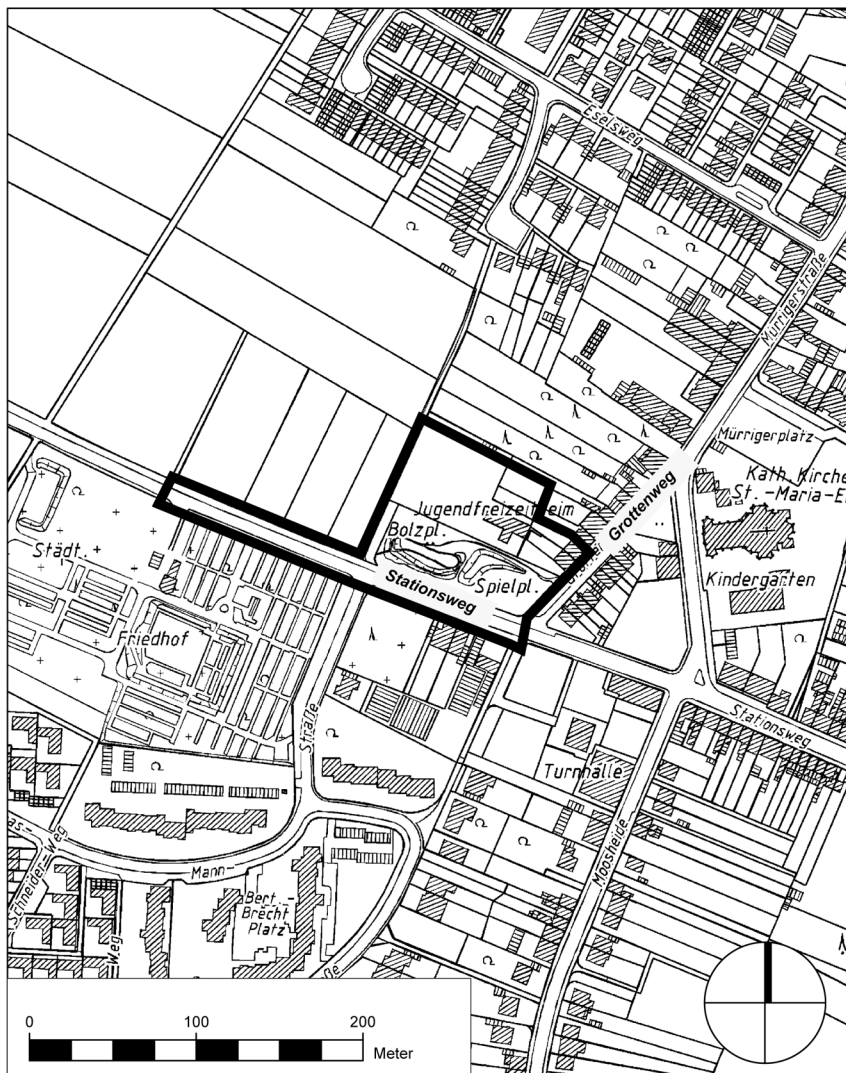 Eselsweg
Mürrigerstraße
Mürrigerplatz
Kath. Kirche
St.-Maria-E
Grottenweg
Jugendfreizeitheim
Bolzpl.
Spielpl.
Kindergarten
Städt.
Friedhof
Stationsweg
Straße
Stationsweg
Turnhalle
Moosheide
as-
Schneider-Weg
Mann-
Weg
Bert.-
Brecht
Platz
0 100 200
Meter